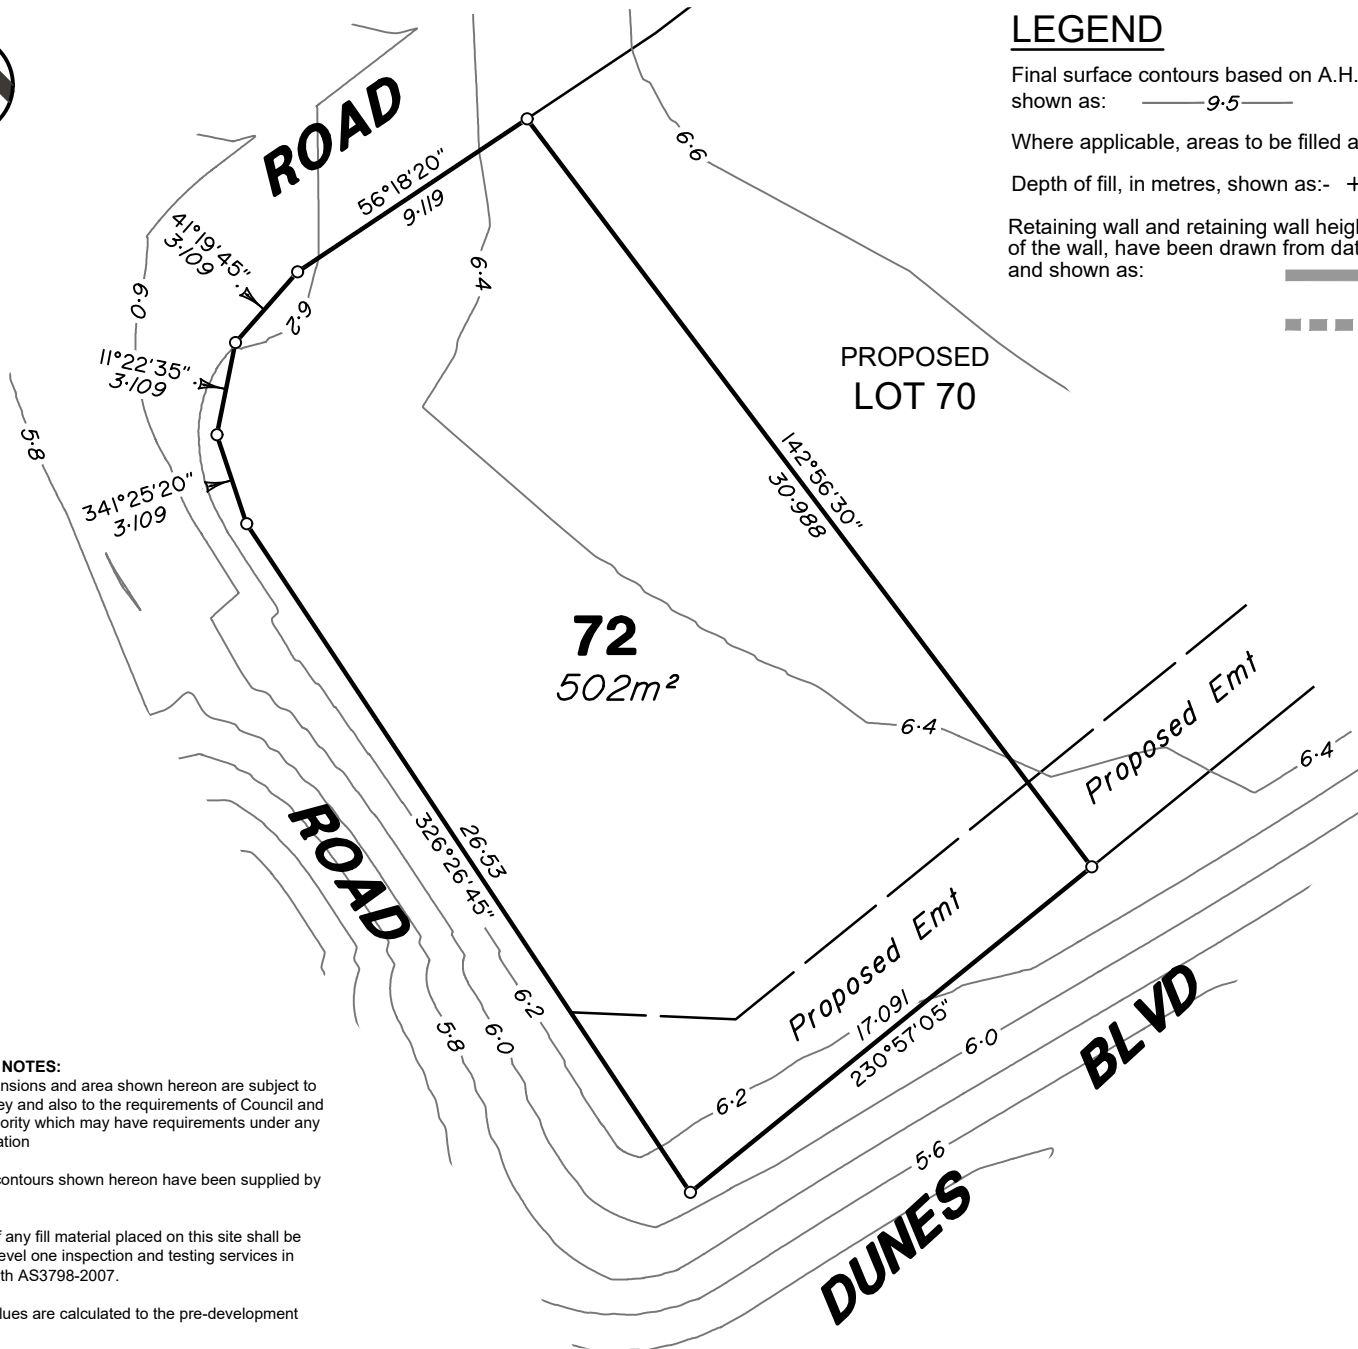 LEGEND
Final surface contours based on A.H.
shown as: 9·5
Where applicable, areas to be filled a
Depth of fill, in metres, shown as:- +
Retaining wall and retaining wall heigh
of the wall, have been drawn from dat
and shown as:
ROAD
56°18'20"
9·119
41°19'45"
3·109
11°22'35"
3·109
341°25'20"
3·109
6·6
6·4
6·2
6·0
5·8
PROPOSED
LOT 70
142°56'30"
30·988
72
502m²
6·4
Proposed Emt
6·4
ROAD
26·53
326°26'45"
Proposed Emt
17·091
230°57'05"
6·2
6·0
5·8
6·2
6·0
5·6
DUNES BLVD
NOTES:
nsions and area shown hereon are subject to
ey and also to the requirements of Council and
ority which may have requirements under any
ation
contours shown hereon have been supplied by
f any fill material placed on this site shall be
evel one inspection and testing services in
th AS3798-2007.
lues are calculated to the pre-development